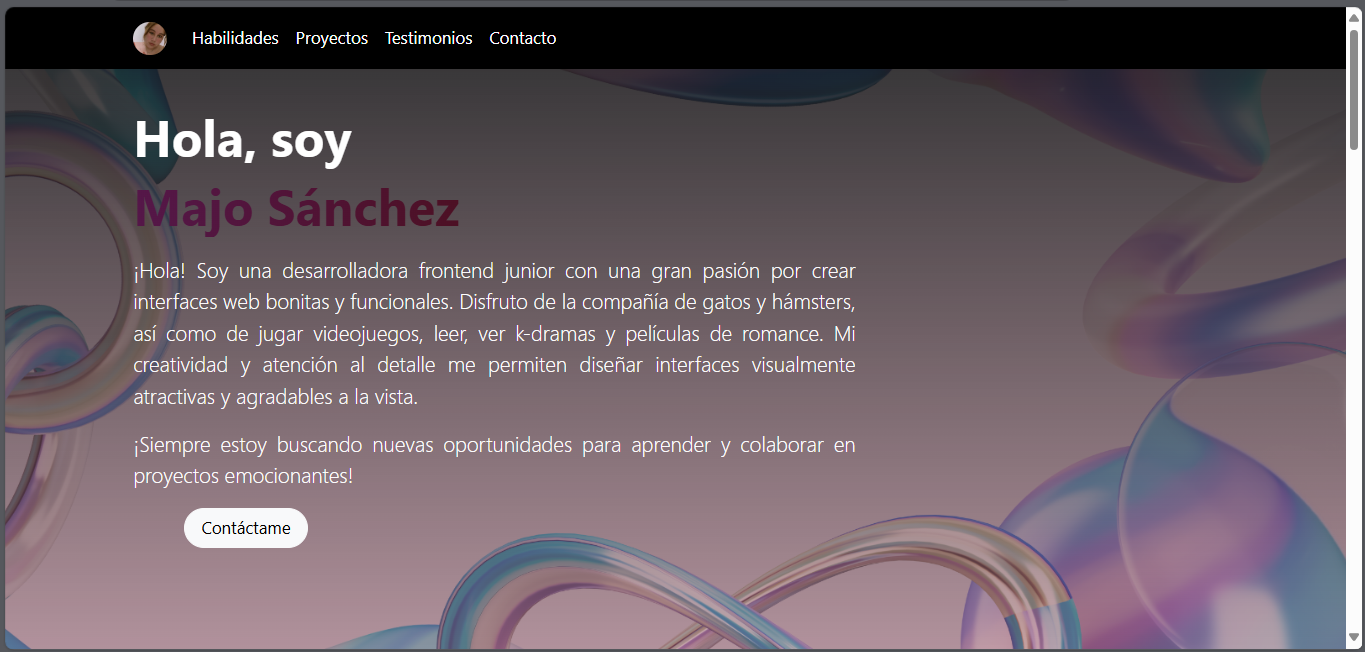 Habilidades Proyectos Testimonios Contacto
Hola, soy
Majo Sánchez
¡Hola! Soy una desarrolladora frontend junior con una gran pasión por crear
interfaces web bonitas y funcionales. Disfruto de la compañía de gatos y hámsters,
así como de jugar videojuegos, leer, ver k-dramas y películas de romance. Mi
creatividad y atención al detalle me permiten diseñar interfaces visualmente
atractivas y agradables a la vista.
¡Siempre estoy buscando nuevas oportunidades para aprender y colaborar en
proyectos emocionantes!
Contáctame